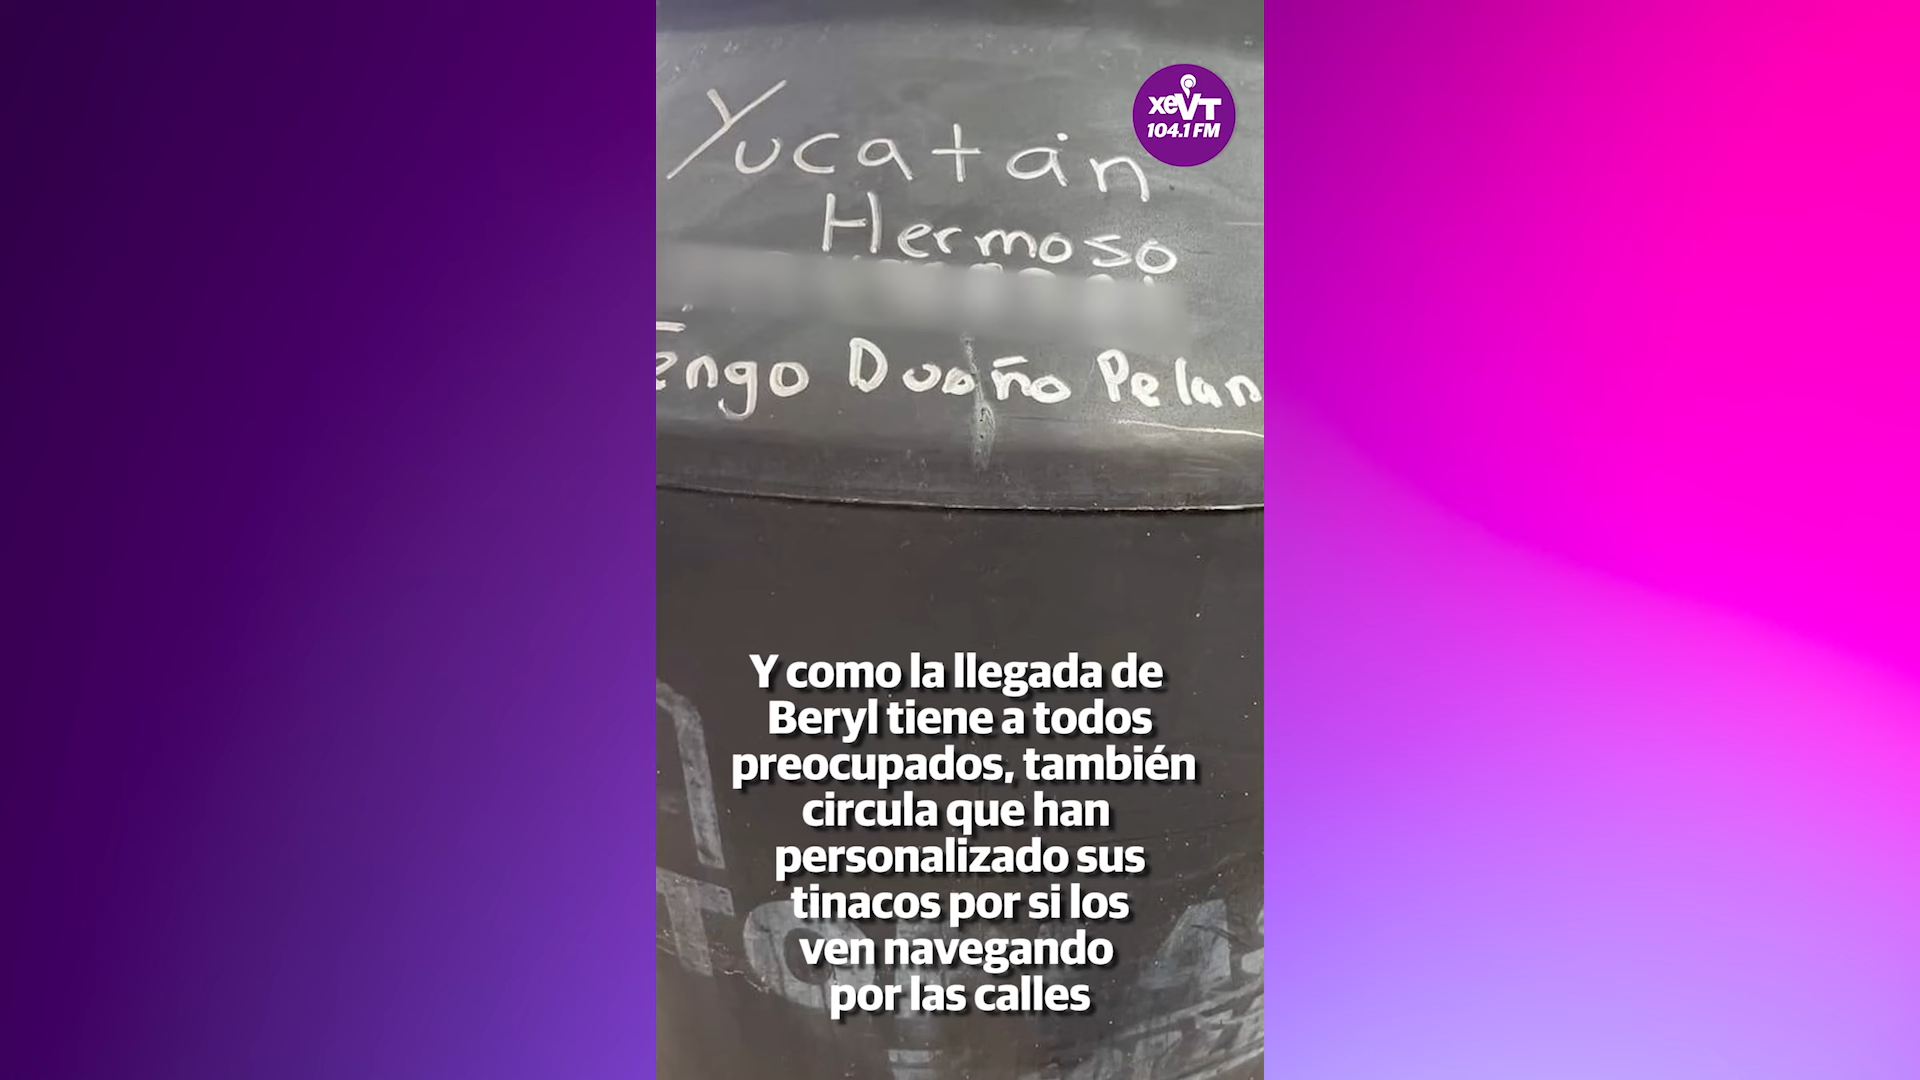 xeVT
104.1 FM
Yucatán
Hermoso
Tengo Dueño Pelan
Y como la llegada de
Beryl tiene a todos
preocupados, también
circula que han
personalizado sus
tinacos por si los
ven navegando
por las calles